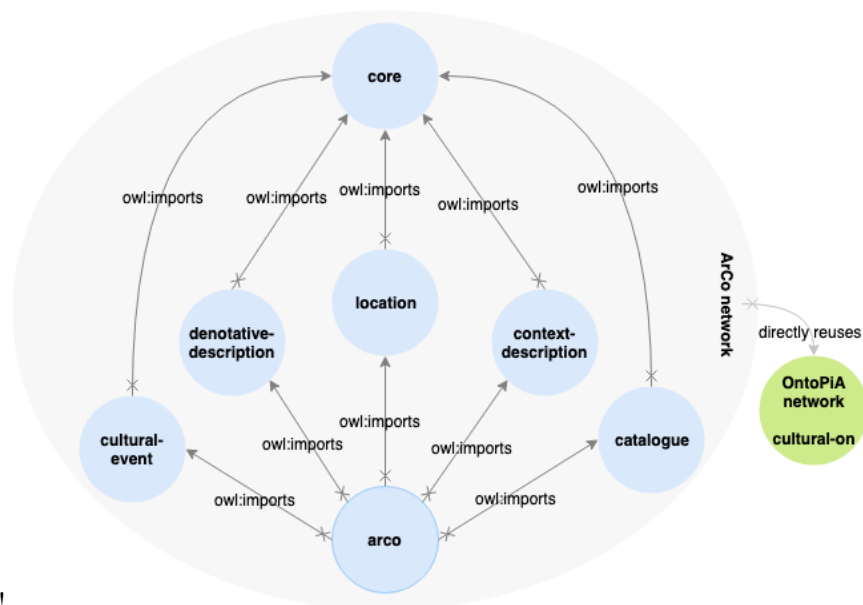 core
owl:imports
owl:imports
owl:imports
owl:imports
owl:imports
ArCo network
location
denotative-
description
context-
description
directly reuses
OntoPiA
network
cultural-on
owl:imports
owl:imports
owl:imports
cultural-
event
catalogue
owl:imports
owl:imports
arco